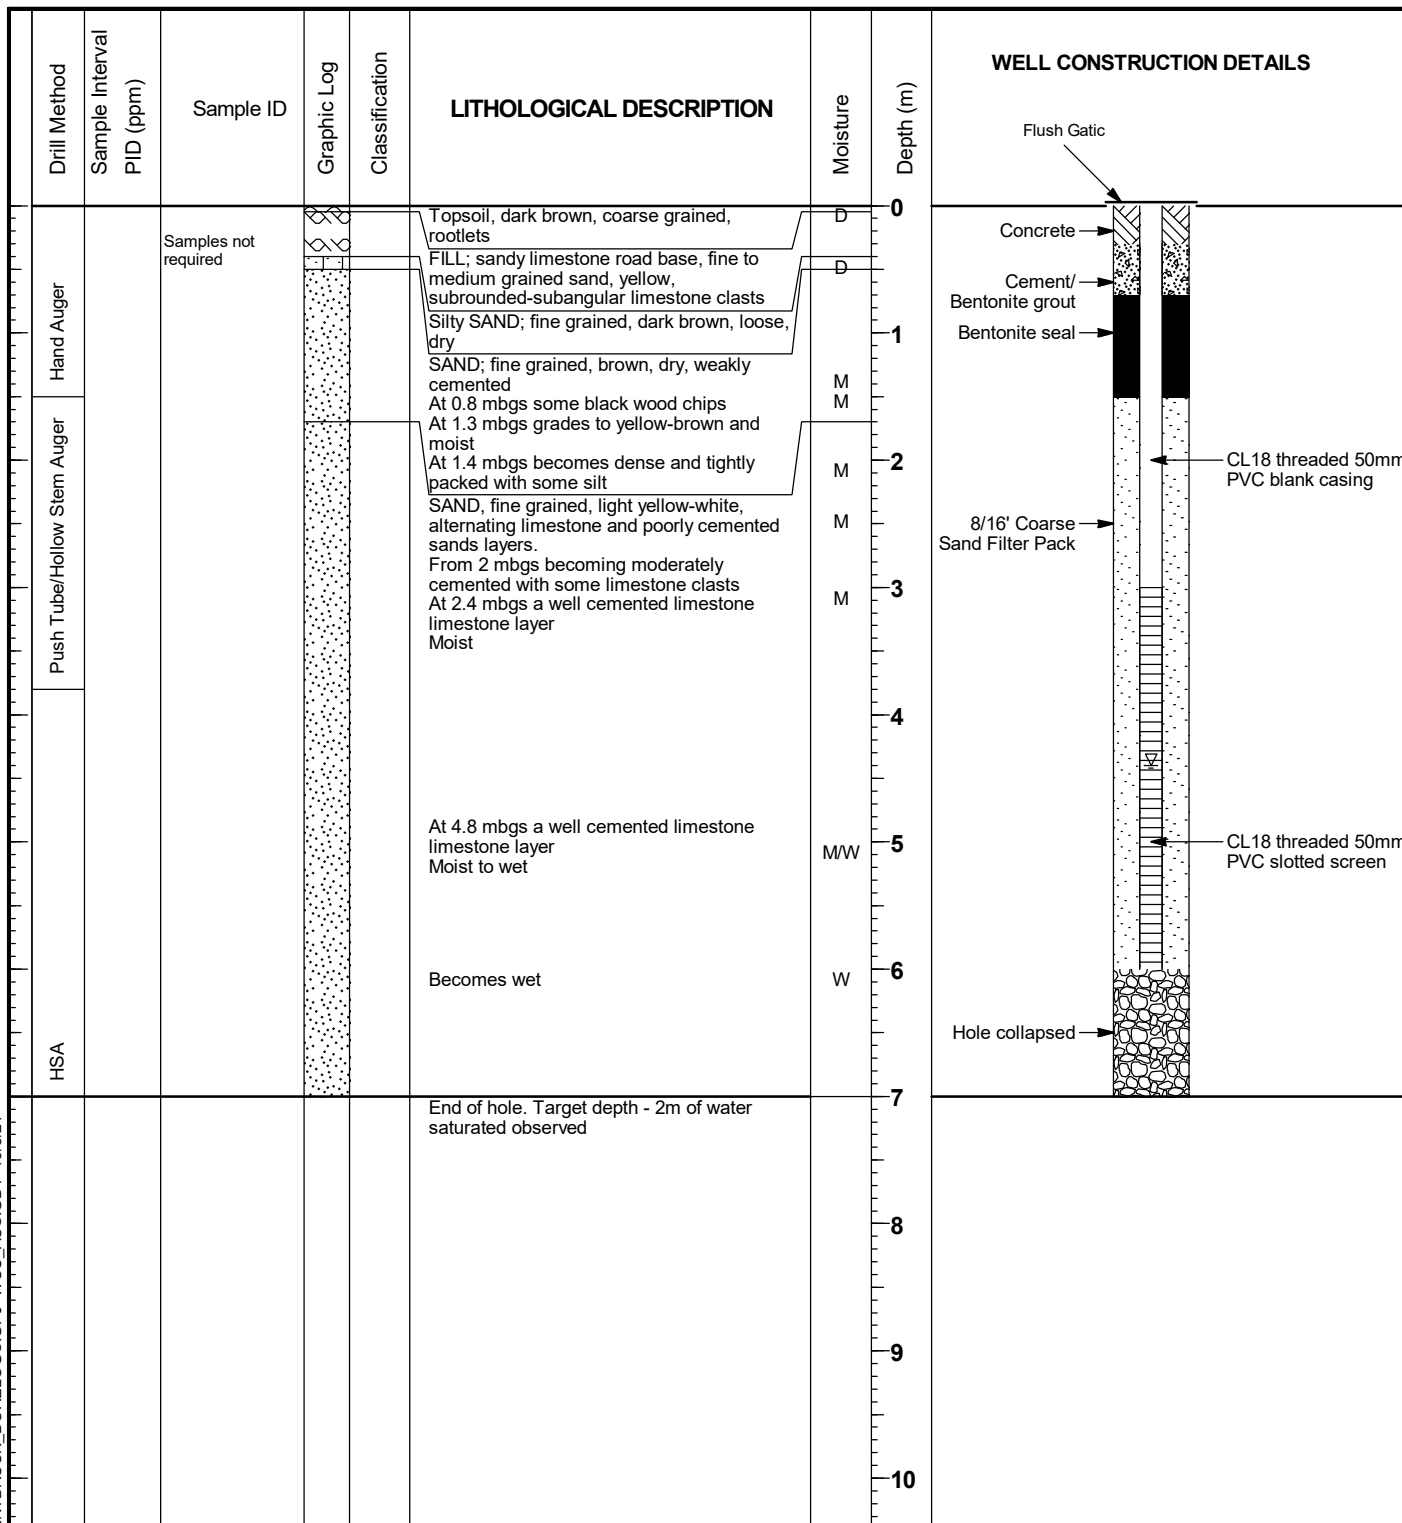 Drill Method
Sample Interval
PID (ppm)
Sample ID
Graphic Log
Classification
LITHOLOGICAL DESCRIPTION
Moisture
Depth (m)
WELL CONSTRUCTION DETAILS
Flush Gatic
0
Topsoil, dark brown, coarse grained,
rootlets
D
Samples not
required
Concrete
FILL; sandy limestone road base, fine to
medium grained sand, yellow,
subrounded-subangular limestone clasts
D
Cement/
Bentonite grout
Silty SAND; fine grained, dark brown, loose,
dry
1
Bentonite seal
Hand Auger
SAND; fine grained, brown, dry, weakly
cemented
M
At 0.8 mbgs some black wood chips
M
At 1.3 mbgs grades to yellow-brown and
moist
At 1.4 mbgs becomes dense and tightly
packed with some silt
M
2
CL18 threaded 50mm
PVC blank casing
Push Tube/Hollow Stem Auger
SAND, fine grained, light yellow-white,
alternating limestone and poorly cemented
sands layers.
M
8/16' Coarse
Sand Filter Pack
From 2 mbgs becoming moderately
cemented with some limestone clasts
3
At 2.4 mbgs a well cemented limestone
limestone layer
M
Moist
4
At 4.8 mbgs a well cemented limestone
limestone layer
Moist to wet
M/W
5
CL18 threaded 50mm
PVC slotted screen
Becomes wet
W
6
HSA
Hole collapsed
7
End of hole. Target depth - 2m of water
saturated observed
8
9
10